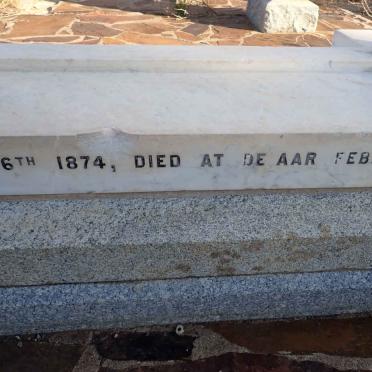 6TH 1874, DIED AT DE AAR FEB